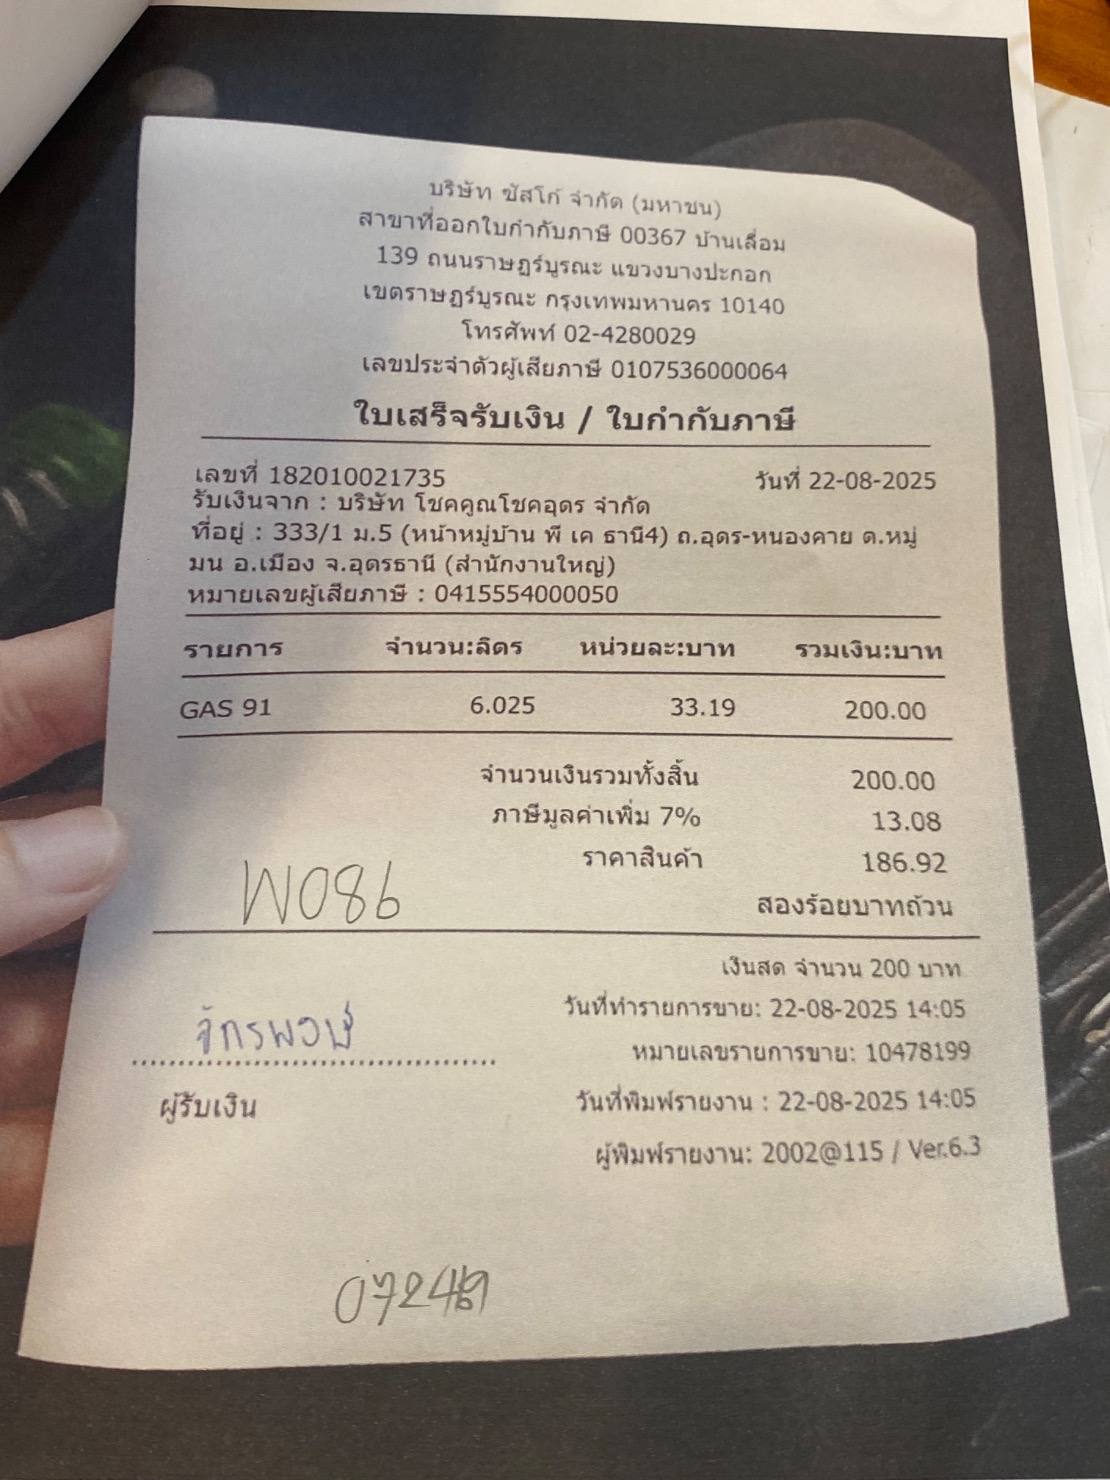 บริษัท ซัสโก้ จำกัด (มหาชน)
สาขาที่ออกใบกำกับภาษี 00367 บ้านเลื่อม
139 ถนนราษฎร์บูรณะ แขวงบางปะกอก
เขตราษฎร์บูรณะ กรุงเทพมหานคร 10140
โทรศัพท์ 02-4280029
เลขประจำตัวผู้เสียภาษี 0107536000064
ใบเสร็จรับเงิน / ใบกำกับภาษี
เลขที่ 182010021735 วันที่ 22-08-2025
รับเงินจาก : บริษัท โชคคูณโชคอุดร จำกัด
ที่อยู่ : 333/1 ม.5 (หน้าหมู่บ้าน พี เค ธานี4) ถ.อุดร-หนองคาย ต.หมู
มน อ.เมือง จ.อุดรธานี (สำนักงานใหญ่)
หมายเลขผู้เสียภาษี : 0415554000050
รายการ จำนวน:ลิตร หน่วยละ:บาท รวมเงิน:บาท
GAS 91 6.025 33.19 200.00
จำนวนเงินรวมทั้งสิ้น 200.00
ภาษีมูลค่าเพิ่ม 7% 13.08
ราคาสินค้า 186.92
W086
สองร้อยบาทถ้วน
เงินสด จำนวน 200 บาท
วันที่ทำรายการขาย: 22-08-2025 14:05
จักรพงษ์
หมายเลขรายการขาย: 10478199
ผู้รับเงิน
วันที่พิมพ์รายงาน : 22-08-2025 14:05
ผู้พิมพ์รายงาน: 2002@115 / Ver.6.3